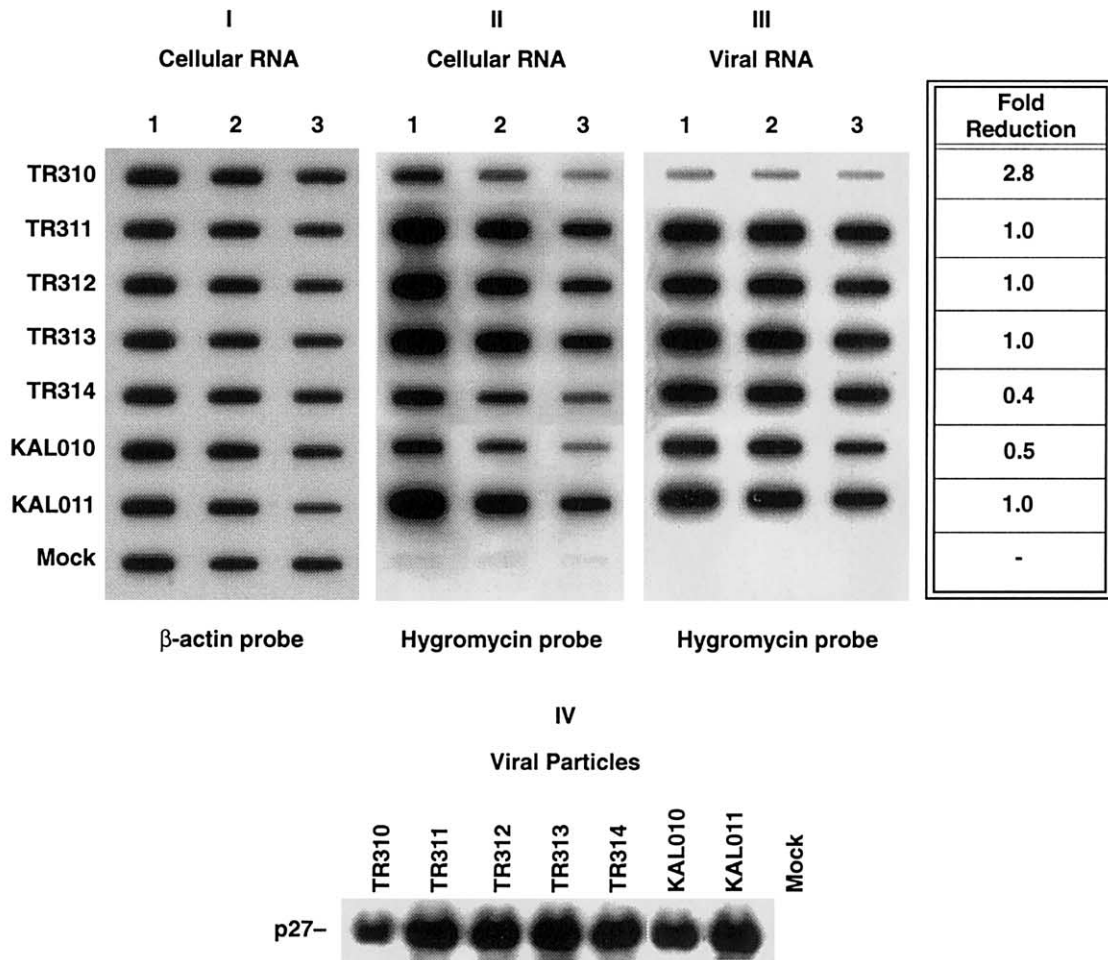 I
II
III
Cellular RNA
Cellular RNA
Viral RNA
1 2 3
1 2 3
1 2 3
Fold
Reduction
TR310
2.8
TR311
1.0
TR312
1.0
TR313
1.0
TR314
0.4
KAL010
0.5
KAL011
1.0
Mock
-
β-actin probe
Hygromycin probe
Hygromycin probe
IV
Viral Particles
TR310
TR311
TR312
TR313
TR314
KAL010
KAL011
Mock
p27–